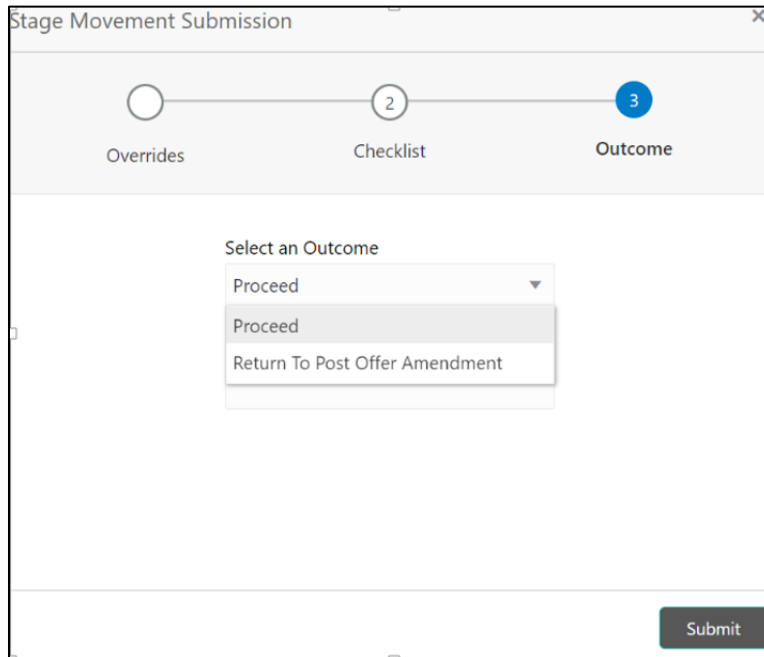 Stage Movement Submission
2
3
Overrides
Checklist
Outcome
Select an Outcome
Proceed
Proceed
Return To Post Offer Amendment
Submit